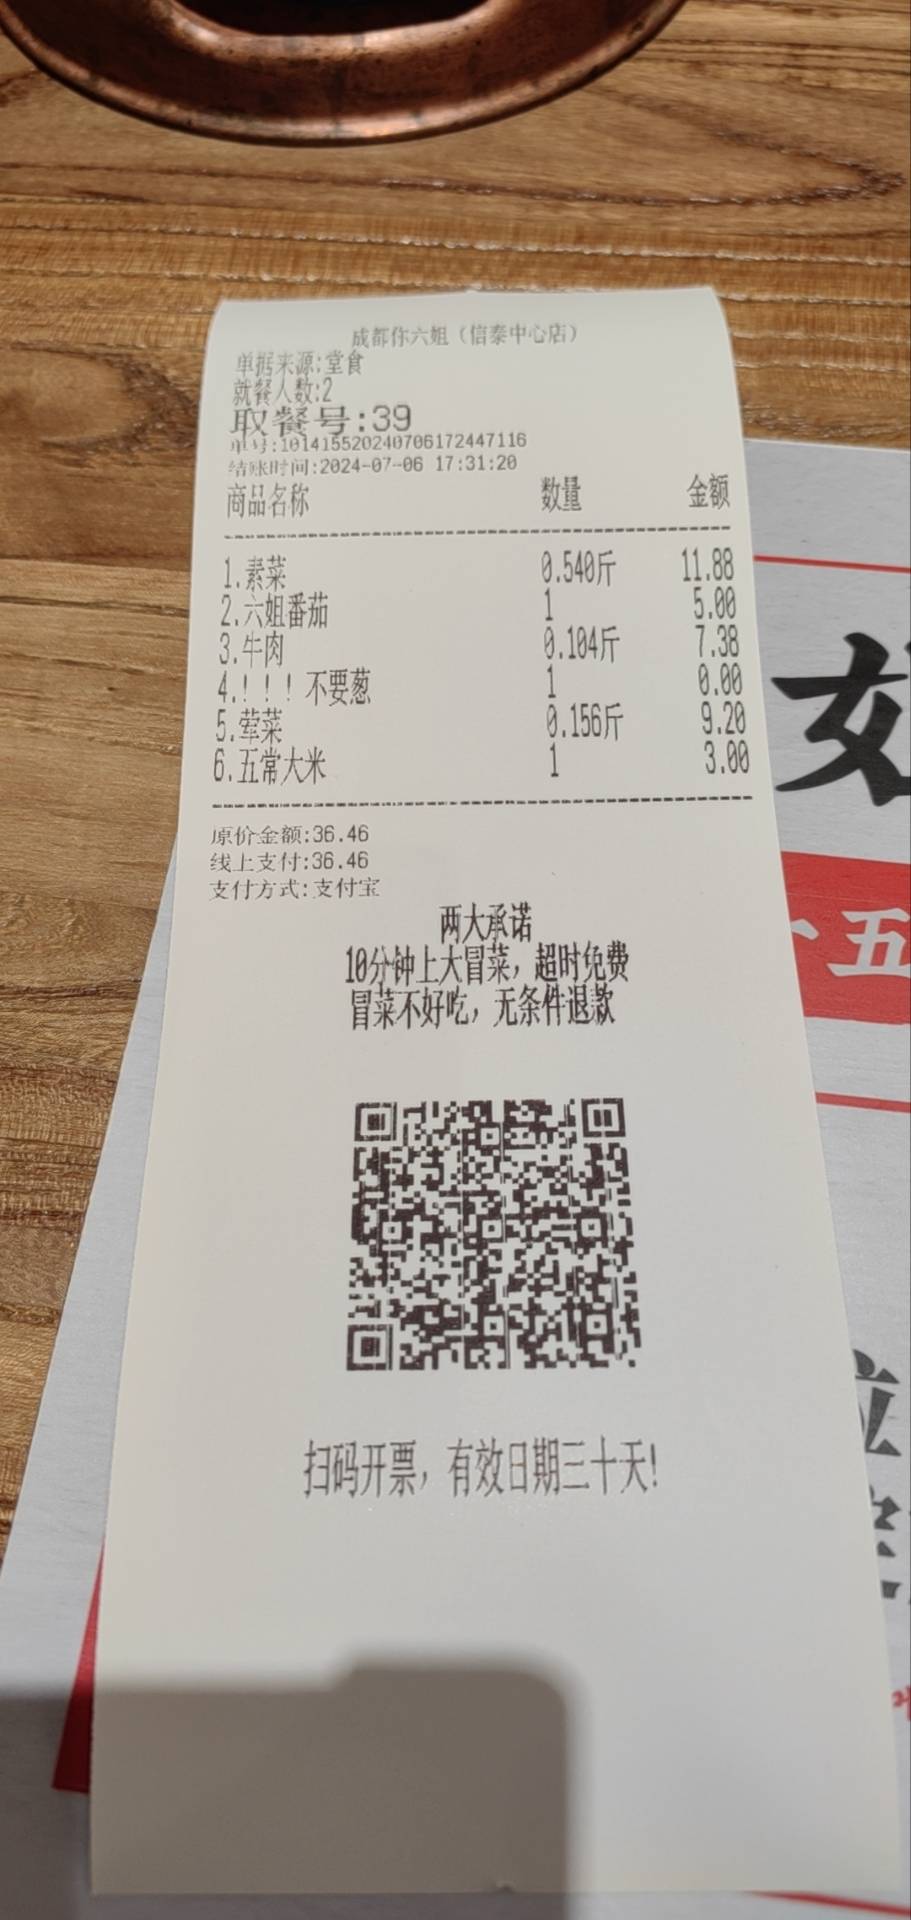 成都你六姐（信泰中心店）
单据来源:堂食
就餐人数:2
取餐号:39
单号:101415520240706172447116
结账时间:2024-07-06 17:31:20
商品名称 数量 金额
1.素菜 0.540斤 11.88
2.六姐番茄 1 5.00
3.牛肉 0.104斤 7.38
4.！！！不要葱 1 0.00
5.荤菜 0.156斤 9.20
6.五常大米 1 3.00
原价金额:36.46
线上支付:36.46
支付方式:支付宝
两大承诺
10分钟上大冒菜，超时免费
冒菜不好吃，无条件退款
扫码开票，有效日期三十天!
五